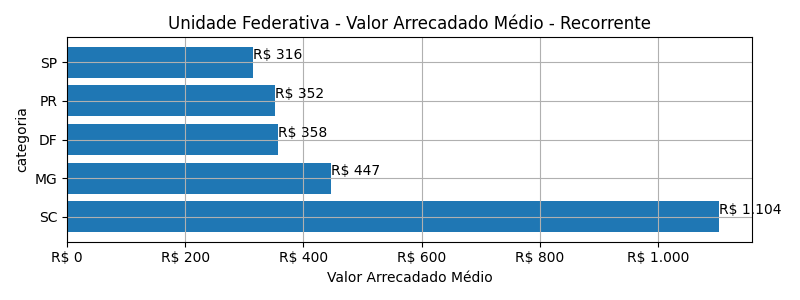 Unidade Federativa - Valor Arrecadado Médio - Recorrente
categoria
SP
R$ 316
PR
R$ 352
DF
R$ 358
MG
R$ 447
SC
R$ 1.104
R$ 0
R$ 200
R$ 400
R$ 600
R$ 800
R$ 1.000
Valor Arrecadado Médio